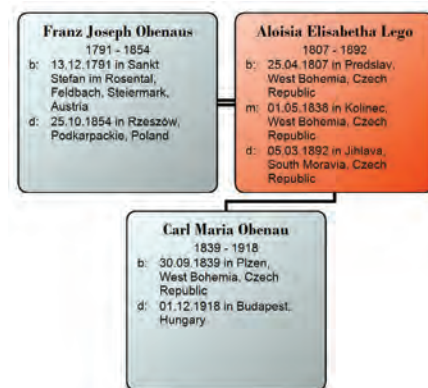 Franz Joseph Obenaus
1791 - 1854
b: 13.12.1791 in Sankt
Stefan im Rosental,
Feldbach, Steiermark,
Austria
d: 25.10.1854 in Rzeszów,
Podkarpackie, Poland
Aloisia Elisabetha Lego
1807 - 1892
b: 25.04.1807 in Predslav,
West Bohemia, Czech
Republic
m: 01.05.1838 in Kolinec,
West Bohemia, Czech
Republic
d: 05.03.1892 in Jihlava,
South Moravia, Czech
Republic
Carl Maria Obenau
1839 - 1918
b: 30.09.1839 in Plzen,
West Bohemia, Czech
Republic
d: 01.12.1918 in Budapest,
Hungary